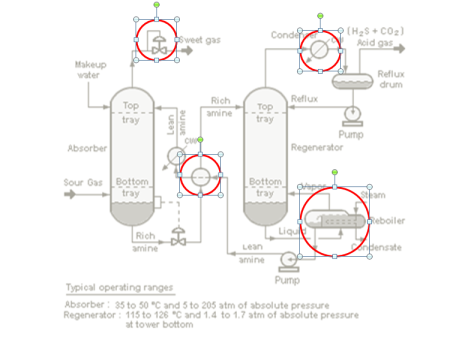 Sweet gas
Makeup
water
Top
tray
Absorber
Lean
amine
CW
Sour Gas
Bottom
tray
Rich
amine
Rich
amine
Condenser
CW
(H₂S + CO₂)
Acid gas
Reflux
drum
Reflux
Pump
Top
tray
Regenerator
Bottom
tray
Vapor
Steam
Reboiler
Liquid
Condensate
Lean
amine
Pump
Typical operating ranges
Absorber : 35 to 50 °C and 5 to 205 atm of absolute pressure
Regenerator : 115 to 126 °C and 1.4 to 1.7 atm of absolute pressure
at tower bottom